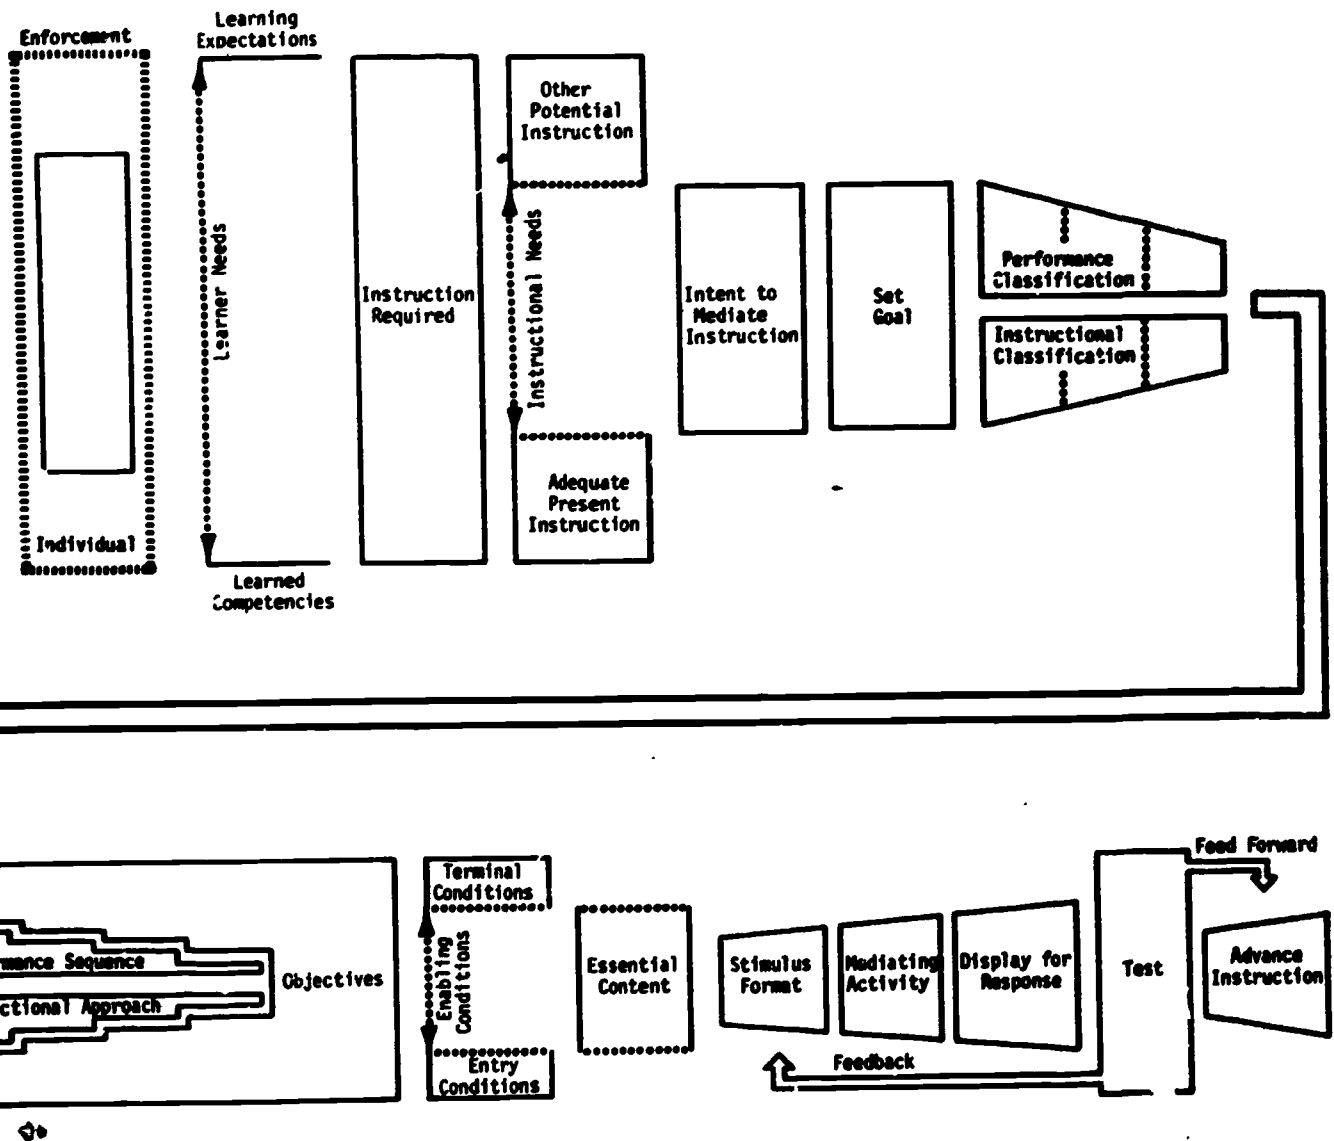 Enforcement
Individual
Learning
Expectations
Learner Needs
Learned
Competencies
Instruction
Required
Other
Potential
Instruction
Instructional Needs
Adequate
Present
Instruction
Intent to
Mediate
Instruction
Set
Goal
Performance
Classification
Instructional
Classification
rmance Sequence
ctional Approach
Objectives
Terminal
Conditions
Enabling
Conditions
Entry
Conditions
Essential
Content
Stimulus
Format
Mediating
Activity
Display for
Response
Feedback
Test
Feed Forward
Advance
Instruction